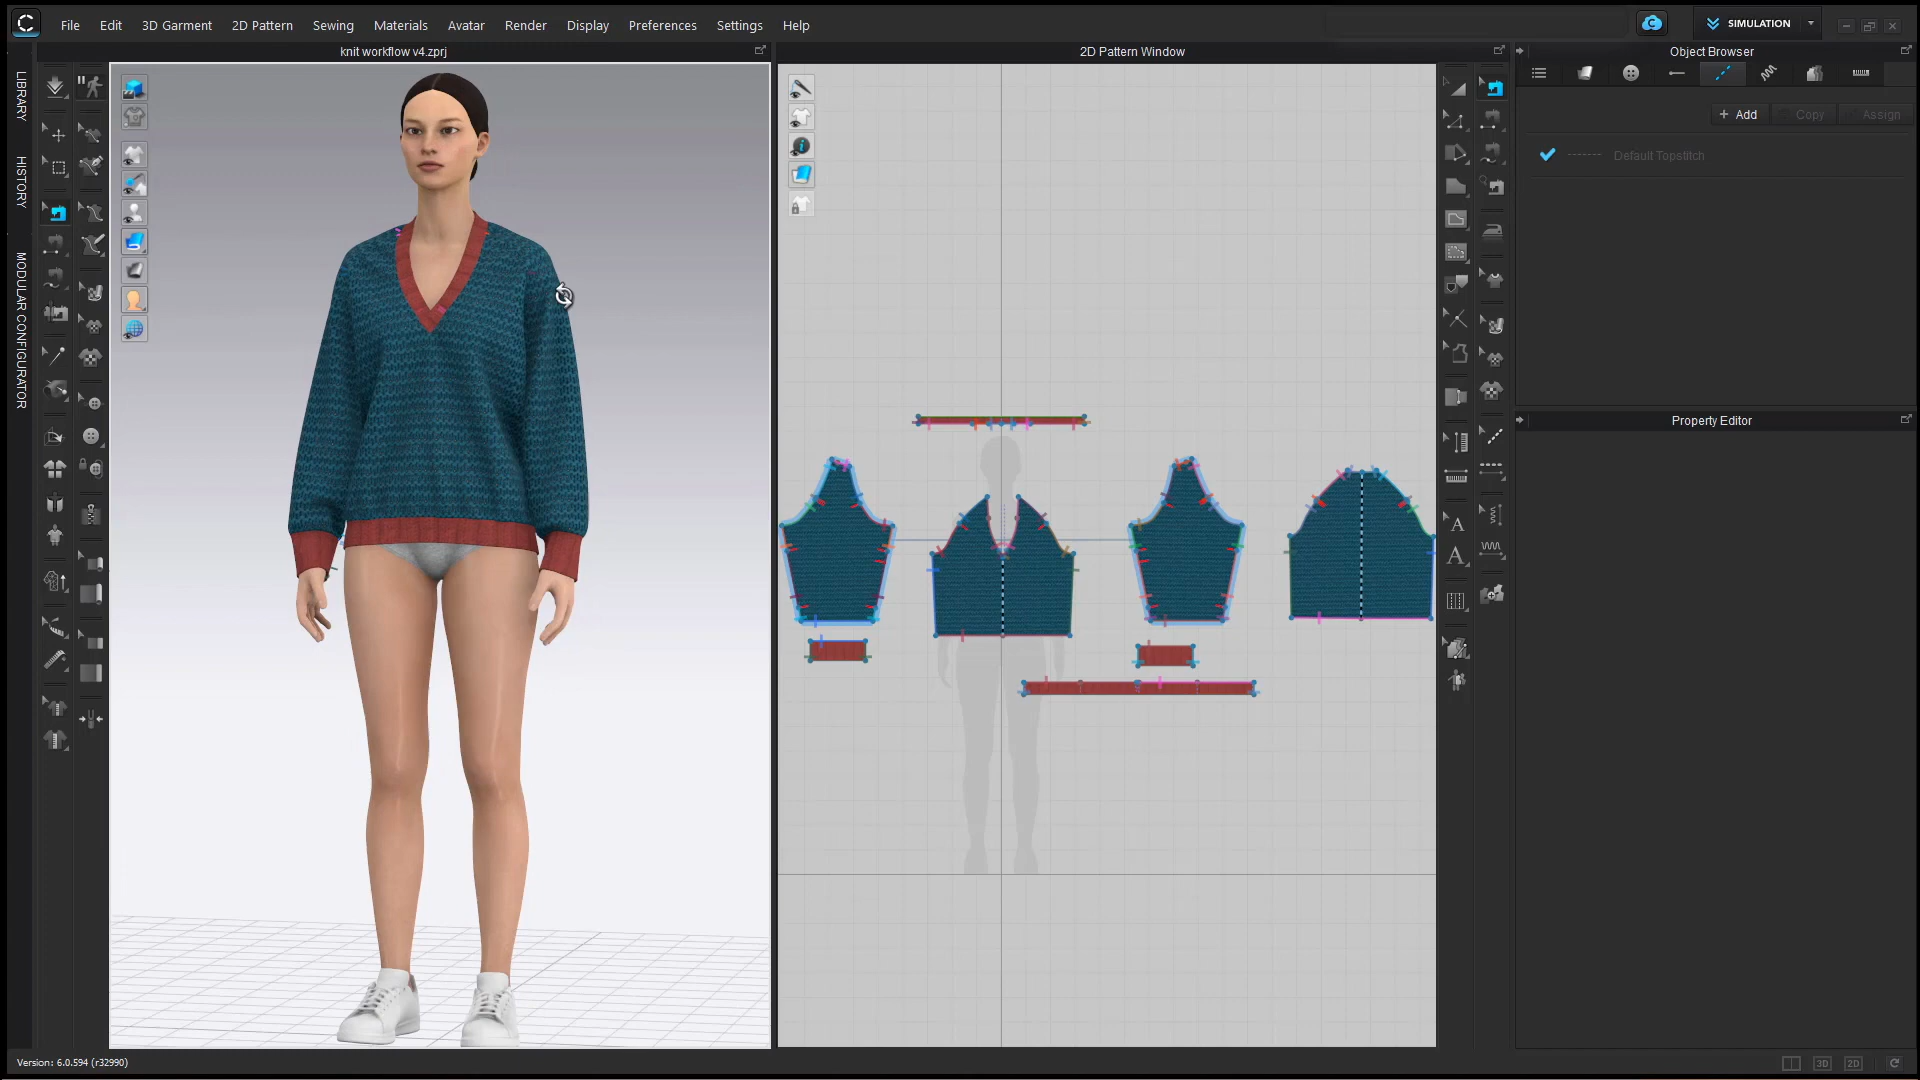 File Edit 3D Garment 2D Pattern Sewing Materials Avatar Render Display Preferences Settings Help
SIMULATION
knit workflow v4.zprj
2D Pattern Window
Object Browser
LIBRARY
HISTORY
MODULAR CONFIGURATOR
+ Add Copy Assign
Default Topstitch
Property Editor
A
A
Version: 6.0.594 (r32990)
3D 2D